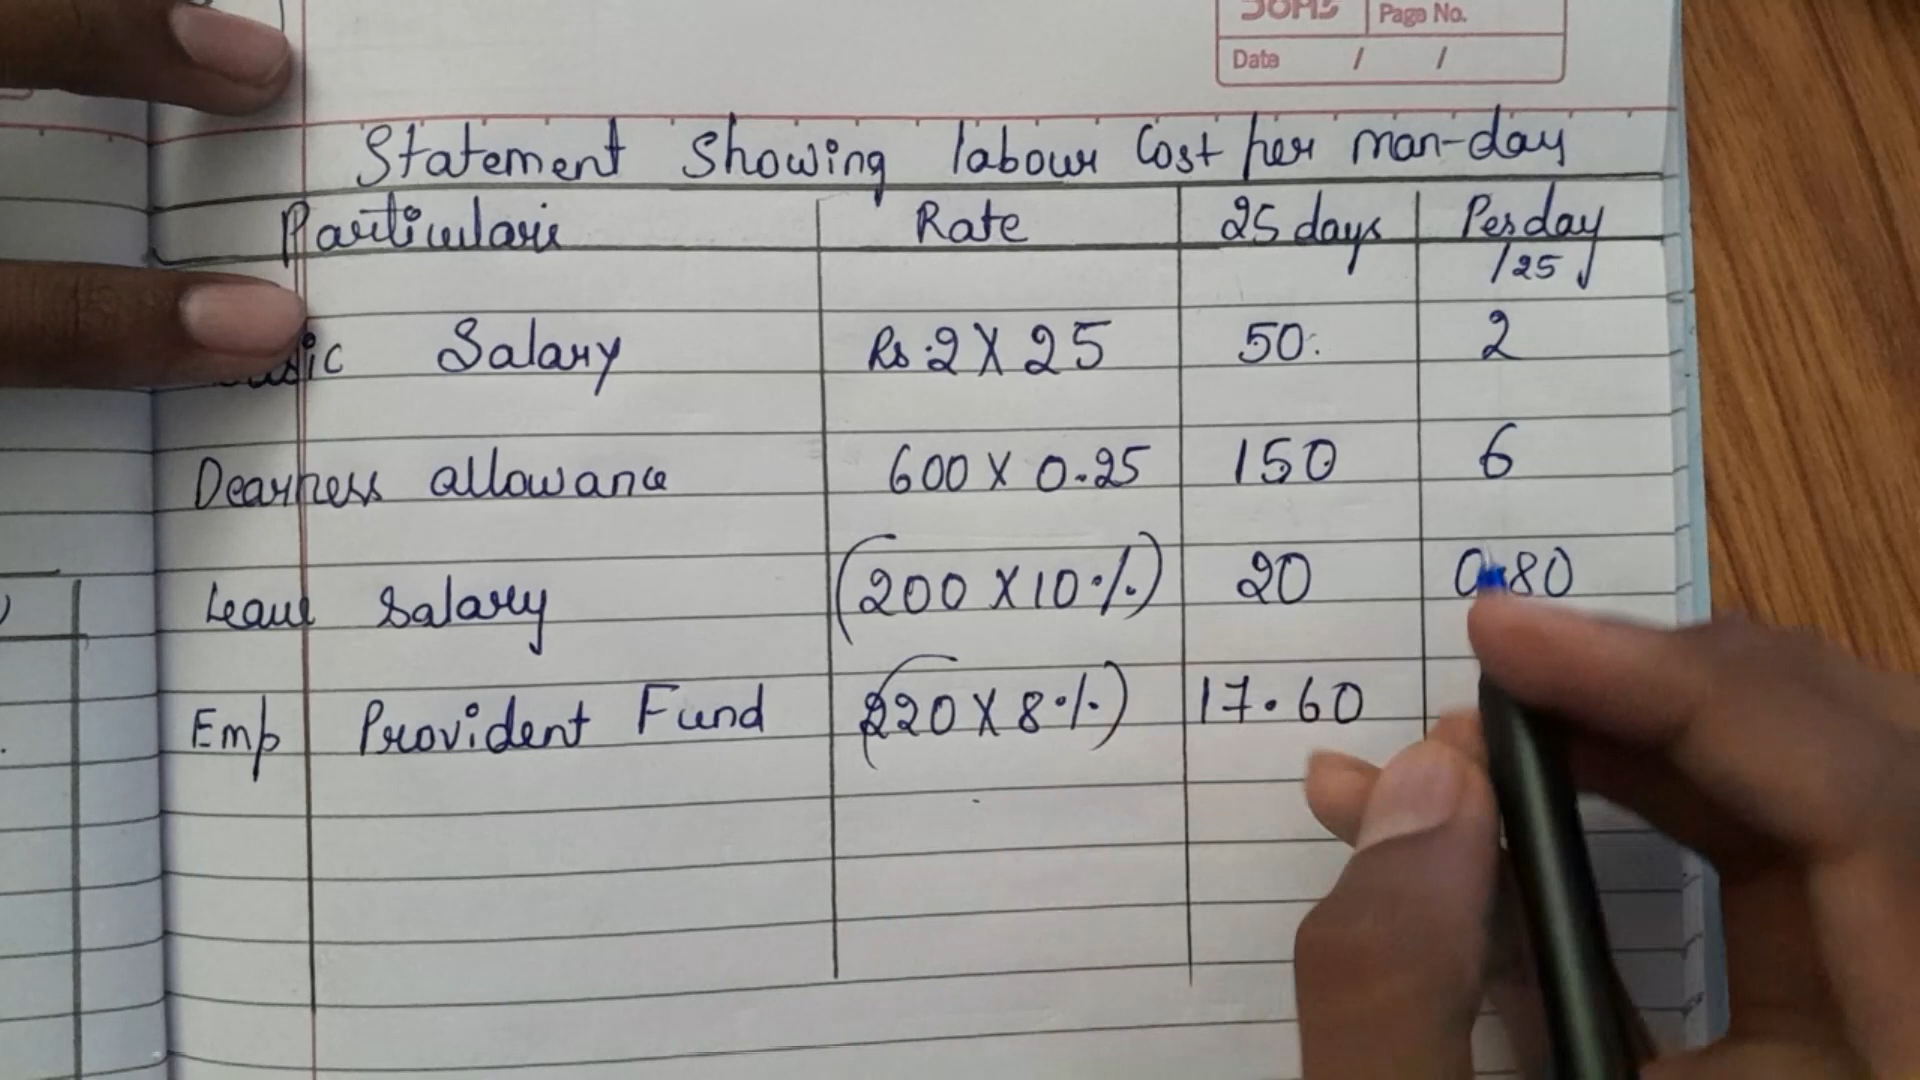 Page No.
Date / /
Statement Showing labour Cost per man-day
Particulars Rate 25 days Per day
/25
Salary Rs.2 X 25 50. 2
Dearness allowance 600 X 0.25 150 6
Leave Salary (200 X 10%) 20 0.80
Emp Provident Fund (220 X 8%) 17.60